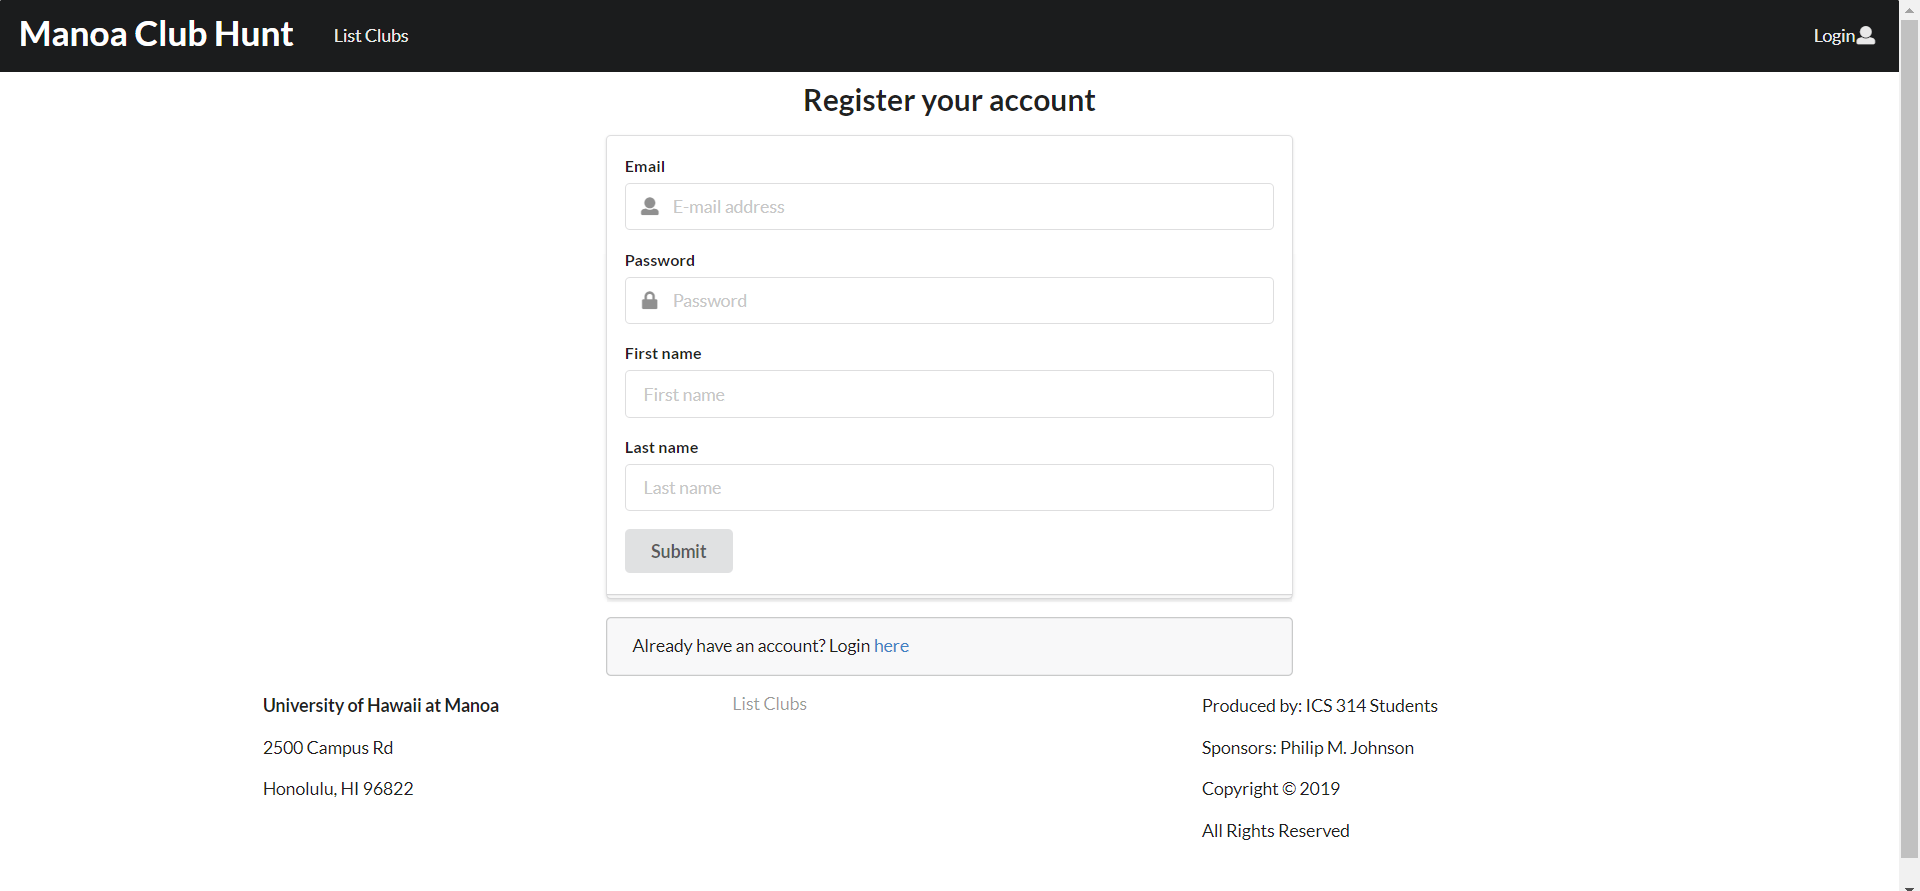 Manoa Club Hunt
List Clubs
Login
Register your account
Email
E-mail address
Password
Password
First name
First name
Last name
Last name
Submit
Already have an account? Login here
University of Hawaii at Manoa
2500 Campus Rd
Honolulu, HI 96822
List Clubs
Produced by: ICS 314 Students
Sponsors: Philip M. Johnson
Copyright © 2019
All Rights Reserved